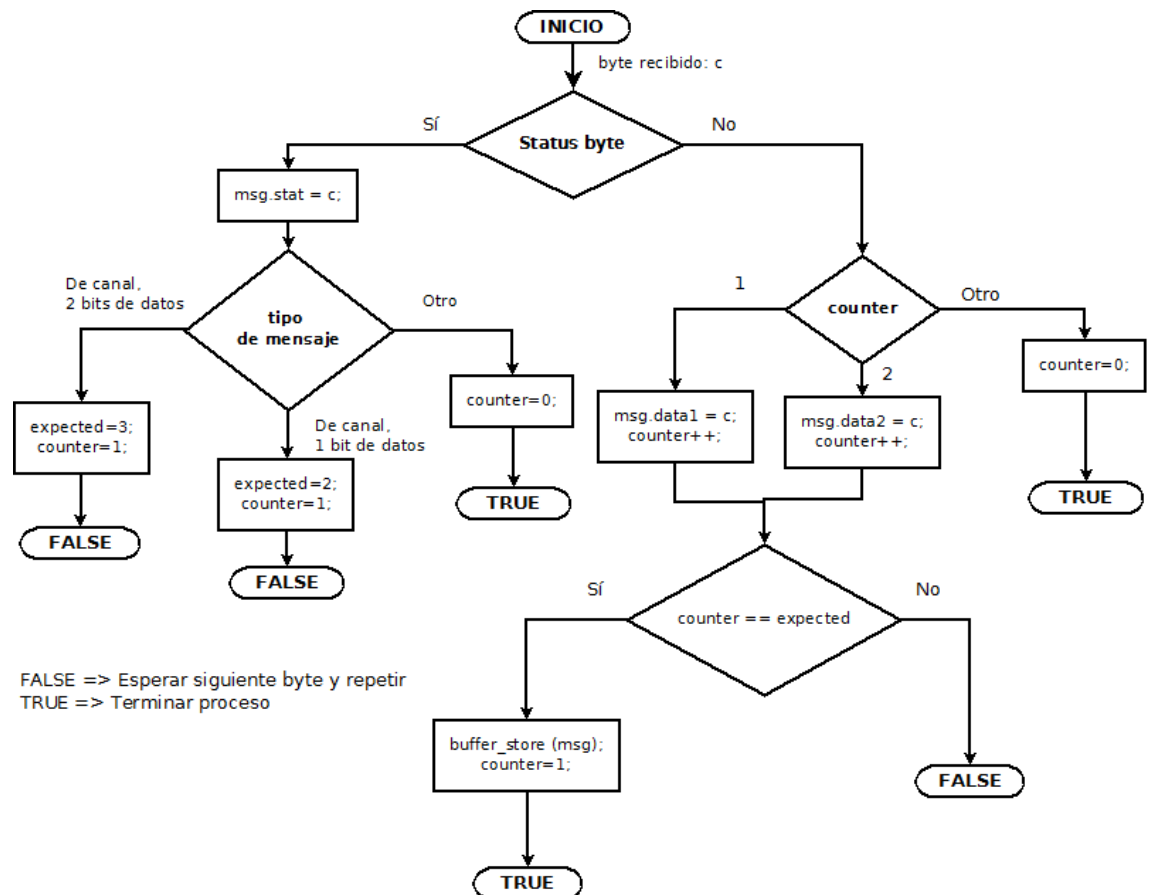 INICIO
byte recibido: c
Sí
No
Status byte
msg.stat = c;
De canal,
2 bits de datos
tipo
de mensaje
Otro
De canal,
1 bit de datos
expected=3;
counter=1;
FALSE
expected=2;
counter=1;
FALSE
counter=0;
TRUE
1
counter
Otro
2
msg.data1 = c;
counter++;
msg.data2 = c;
counter++;
counter=0;
TRUE
Sí
No
counter == expected
FALSE => Esperar siguiente byte y repetir
TRUE => Terminar proceso
buffer_store (msg);
counter=1;
TRUE
FALSE